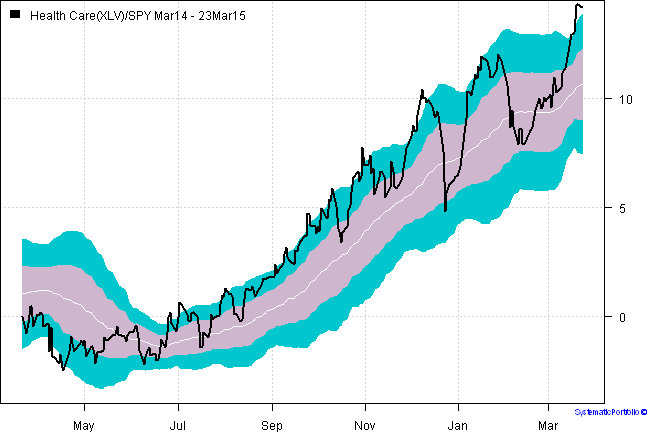 Health Care(XLV)/SPY Mar14 - 23Mar15
10
5
0
May Jul Sep Nov Jan Mar
SystematicPortfolio ©